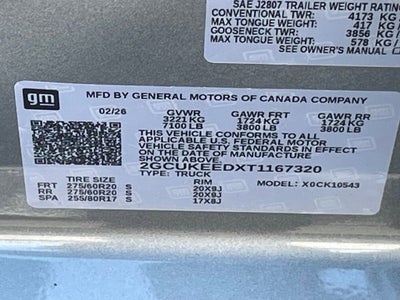 SAE J2807 TRAILER WEIGHT RATING
CONVENTIONAL TWR: 4173 KG
MAX TONGUE WT: 417 KG
GOOSENECK TWR: 3856 KG
MAX TONGUE WT: 578 KG
SEE OWNER'S MANUAL
gm
MFD BY GENERAL MOTORS OF CANADA COMPANY
02/26 GVWR GAWR FRT GAWR RR
3221 KG 1724 KG 1724 KG
7100 LB 3800 LB 3800 LB
THIS VEHICLE CONFORMS TO ALL
APPLICABLE U.S. FEDERAL MOTOR
VEHICLE SAFETY STANDARDS IN EFFECT ON
THE DATE OF MANUFACTURE SHOWN ABOVE.
2GCUKEEDXT1167320
TYPE: TRUCK
MODEL: X0CK10543
TIRE SIZE RIM
FRT 275/60R20 20X9J
RR 275/60R20 20X9J
SPA 255/80R17 17X8J